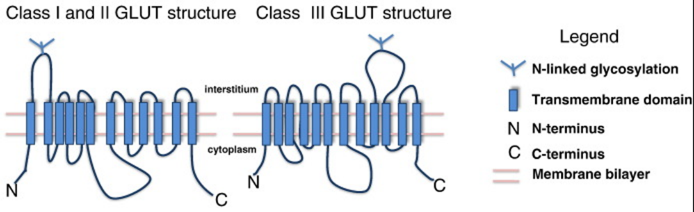 Class I and II GLUT structure
Class III GLUT structure
Legend
N-linked glycosylation
Transmembrane domain
N N-terminus
C C-terminus
Membrane bilayer
interstitium
cytoplasm
N
C
N
C